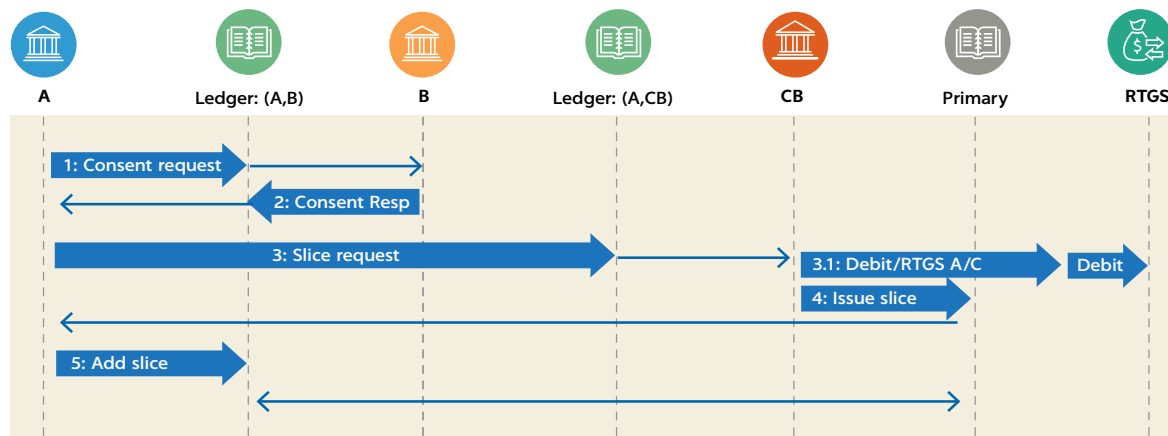 A
Ledger: (A,B)
B
Ledger: (A,CB)
CB
Primary
RTGS
1: Consent request
2: Consent Resp
3: Slice request
3.1: Debit/RTGS A/C
Debit
4: Issue slice
5: Add slice